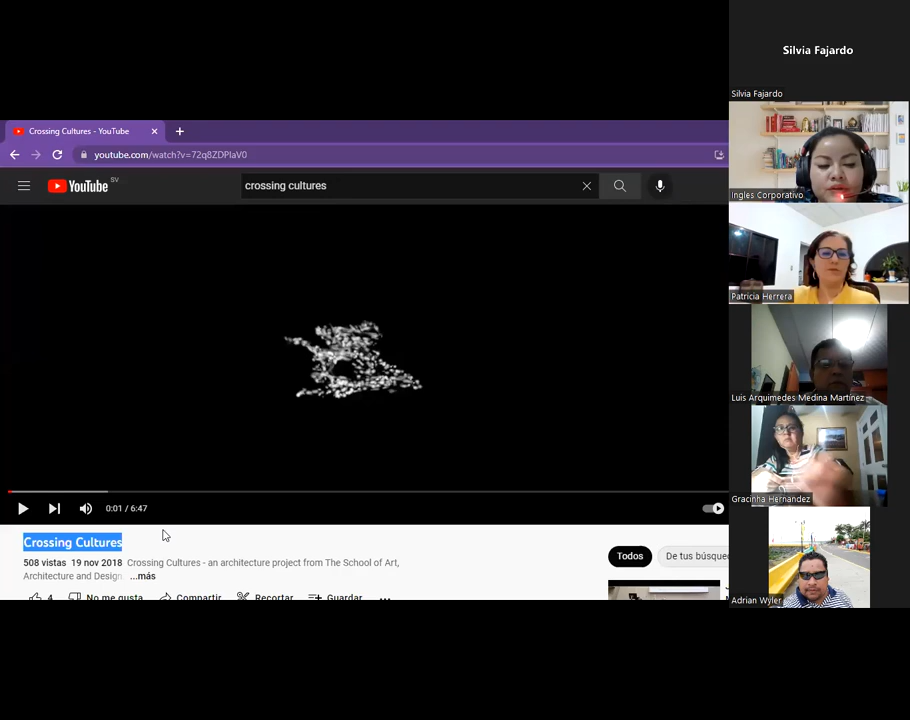 Silvia Fajardo
Silvia Fajardo
Crossing Cultures - YouTube
youtube.com/watch?v=72q8ZDPlaV0
YouTube SV
crossing cultures
Ingles Corporativo
Patricia Herrera
Luis Arquimedes Medina Martinez
Gracinha Hernandez
0:01 / 6:47
Crossing Cultures
508 vistas 19 nov 2018 Crossing Cultures - an architecture project from The School of Art,
Architecture and Design ...más
Todos
De tus búsque
4 No me gusta Compartir Recortar Guardar ...
Adrian Wyler